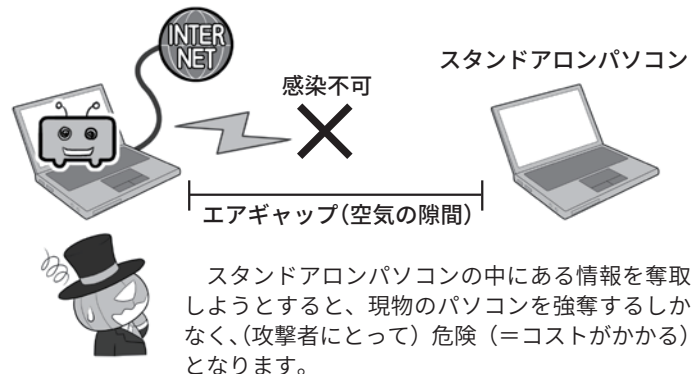 INTER
NET
スタンドアロンパソコン
感染不可
エアギャップ(空気の隙間)
スタンドアロンパソコンの中にある情報を奪取
しようとすると、現物のパソコンを強奪するしか
なく、(攻撃者にとって)危険(=コストがかかる)
となります。